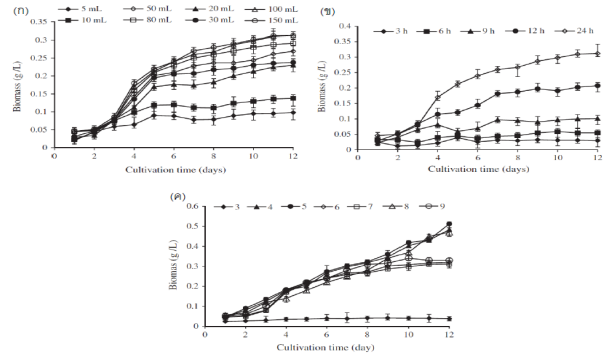 (ก)
5 mL 50 mL 20 mL 100 mL
10 mL 80 mL 30 mL 150 mL
Biomass (g /L)
0.35
0.3
0.25
0.2
0.15
0.1
0.05
0
0 2 4 6 8 10 12
Cultivation time (days)
(ข)
3 h 6 h 9 h 12 h 24 h
Biomass (g/L)
0.4
0.35
0.3
0.25
0.2
0.15
0.1
0.05
0
0 2 4 6 8 10 12
Cultivation time (days)
(ค)
3 4 5 6 7 8 9
Biomas (g /L)
0.6
0.5
0.4
0.3
0.2
0.1
0
0 2 4 6 8 10 12
Cultivation time (day)